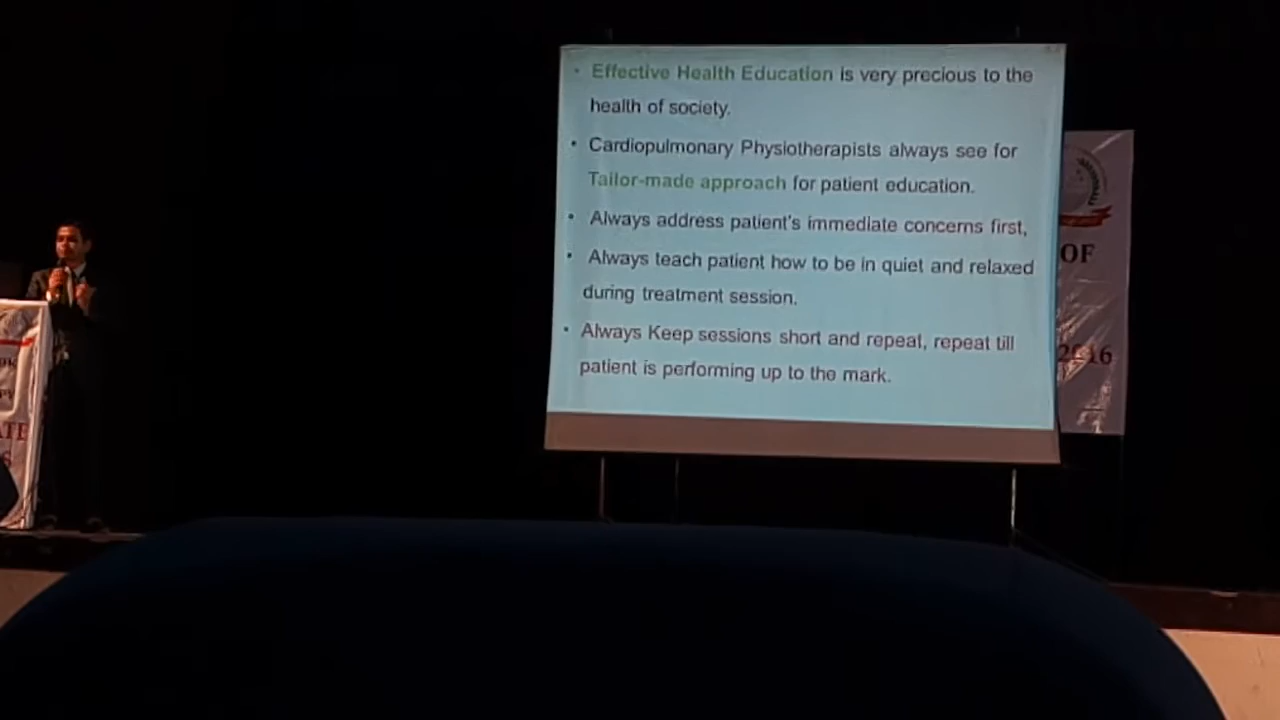 • Effective Health Education is very precious to the
health of society.
• Cardiopulmonary Physiotherapists always see for
Tailor-made approach for patient education.
• Always address patient's immediate concerns first,
• Always teach patient how to be in quiet and relaxed
during treatment session.
• Always Keep sessions short and repeat, repeat till
patient is performing up to the mark.
OF
2016
ATE